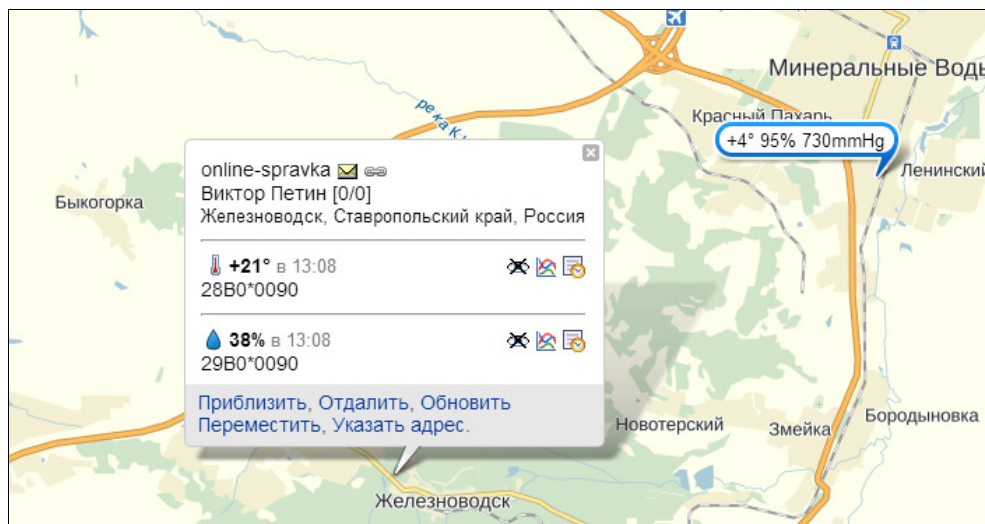 Минеральные Воды
река К
Красный Пахарь
+4° 95% 730mmHg
Ленинский
Быкогорка
online-spravka
Виктор Петин [0/0]
Железноводск, Ставропольский край, Россия
+21° в 13:08
28B0*0090
38% в 13:08
29B0*0090
Приблизить, Отдалить, Обновить
Переместить, Указать адрес.
Новотерский
Змейка
Бородыновка
Железноводск